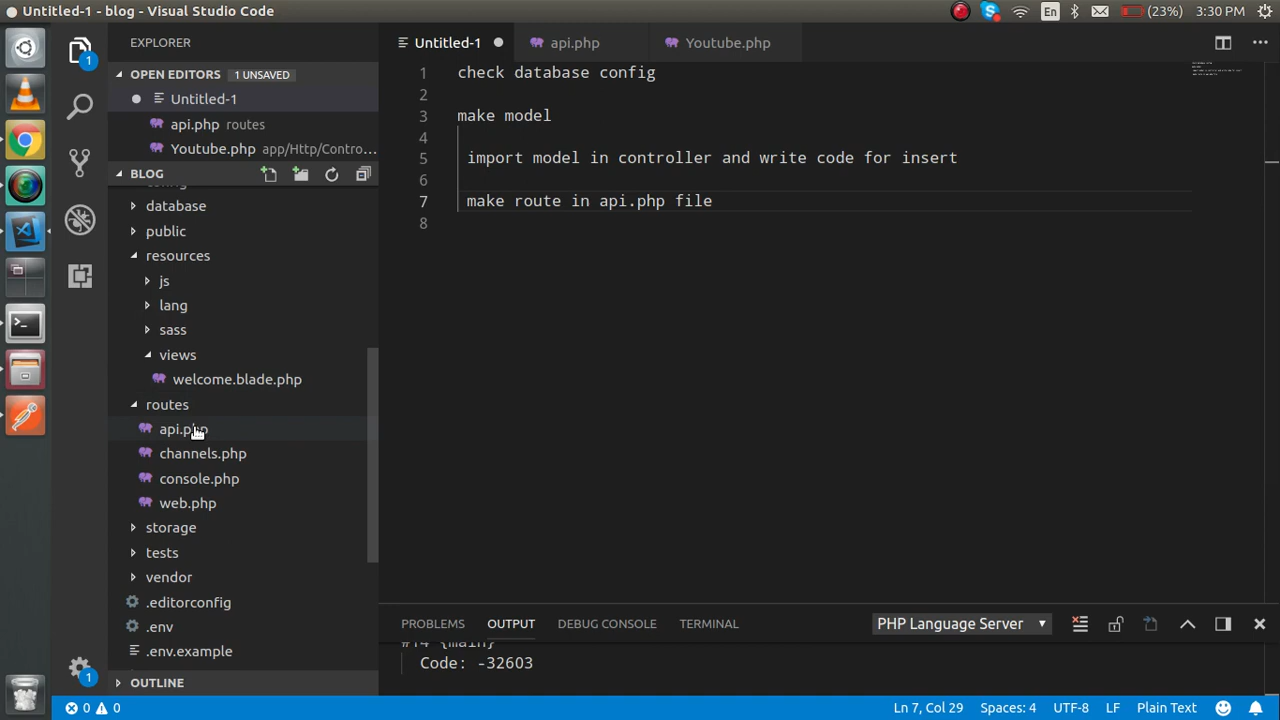 Untitled-1 - blog - Visual Studio Code
En
(23%)
3:30 PM
EXPLORER
1
OPEN EDITORS 1 UNSAVED
Untitled-1
api.php routes
Youtube.php app/Http/Contro...
BLOG
database
public
resources
js
lang
sass
views
welcome.blade.php
routes
api.php
channels.php
console.php
web.php
storage
tests
vendor
.editorconfig
.env
.env.example
OUTLINE
1
Untitled-1
api.php
Youtube.php
1 check database config
2
3 make model
4
5 import model in controller and write code for insert
6
7 make route in api.php file
8
PROBLEMS
OUTPUT
DEBUG CONSOLE
TERMINAL
PHP Language Server
#14 {main}
Code: -32603
0 0
Ln 7, Col 29
Spaces: 4
UTF-8
LF
Plain Text